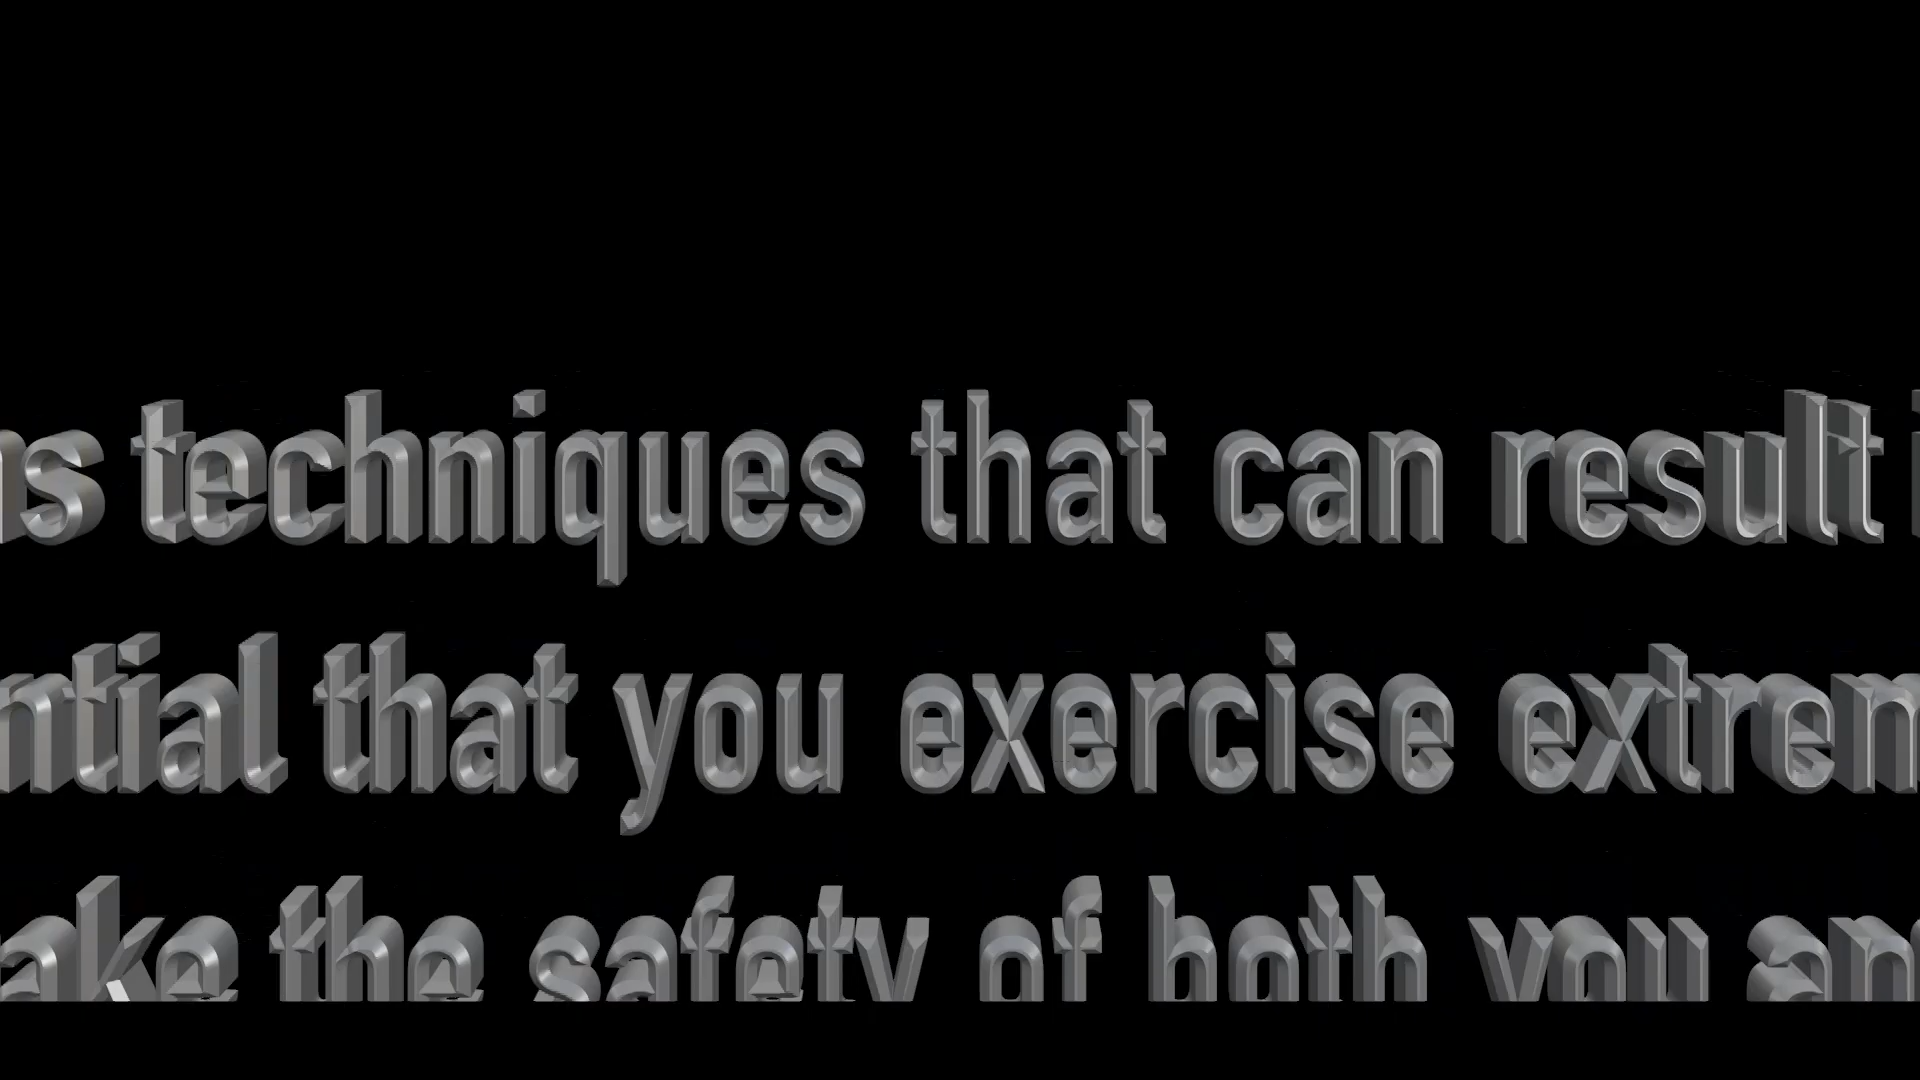 techniques that can result
that you exercise
the safety of both you